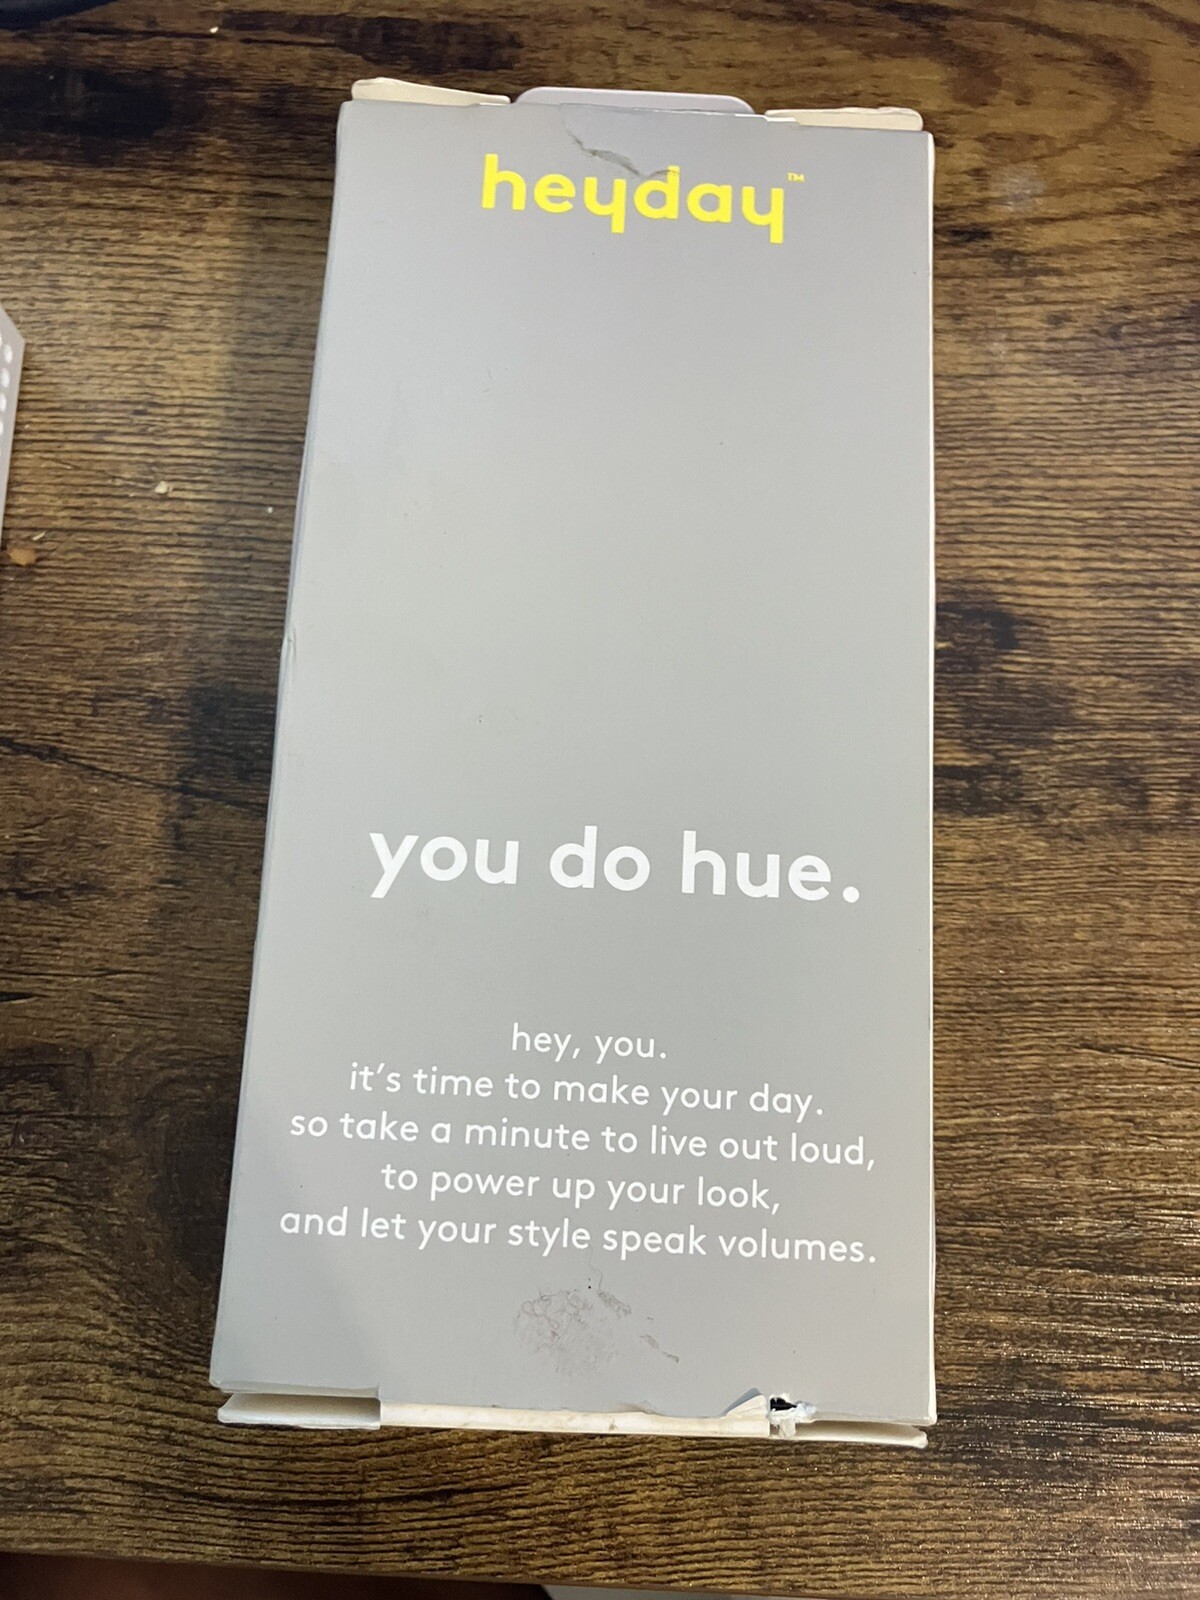 heyday™
you do hue.
hey, you.
it's time to make your day.
so take a minute to live out loud,
to power up your look,
and let your style speak volumes.